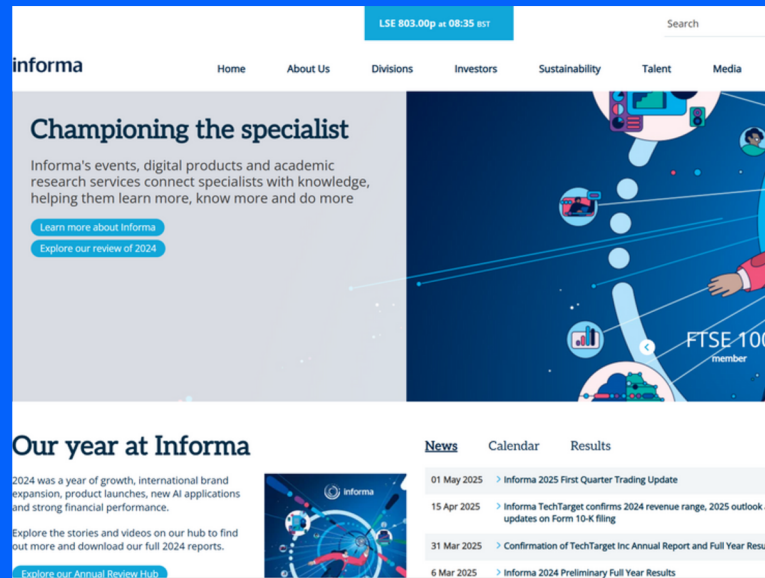 LSE 803.00p at 08:35 BST
Search
informa
Home About Us Divisions Investors Sustainability Talent Media
Championing the specialist
Informa's events, digital products and academic
research services connect specialists with knowledge,
helping them learn more, know more and do more
Learn more about Informa
Explore our review of 2024
FTSE 100
member
Our year at Informa
2024 was a year of growth, international brand
expansion, product launches, new AI applications
and strong financial performance.
Explore the stories and videos on our hub to find
out more and download our full 2024 reports.
Explore our Annual Review Hub
informa
News Calendar Results
01 May 2025 Informa 2025 First Quarter Trading Update
15 Apr 2025 Informa TechTarget confirms 2024 revenue range, 2025 outlook
updates on Form 10-K filing
31 Mar 2025 Confirmation of TechTarget Inc Annual Report and Full Year Resu
6 Mar 2025 Informa 2024 Preliminary Full Year Results